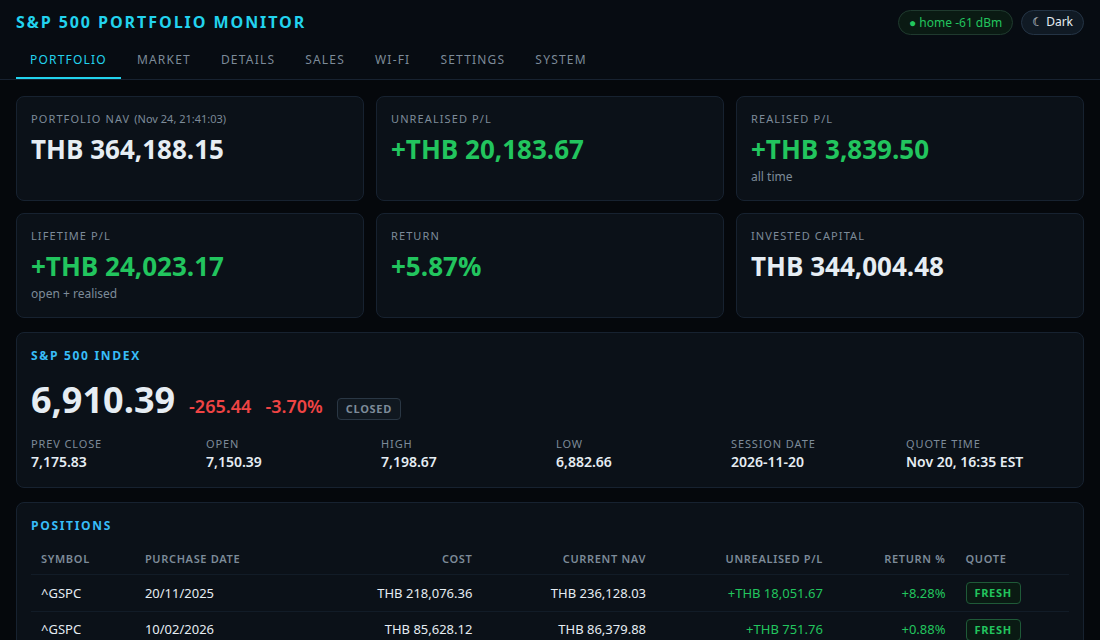 S&P 500 PORTFOLIO MONITOR
● home -61 dBm
☾ Dark
PORTFOLIO MARKET DETAILS SALES WI-FI SETTINGS SYSTEM
PORTFOLIO NAV (Nov 24, 21:41:03)
THB 364,188.15
UNREALISED P/L
+THB 20,183.67
REALISED P/L
+THB 3,839.50
all time
LIFETIME P/L
+THB 24,023.17
open + realised
RETURN
+5.87%
INVESTED CAPITAL
THB 344,004.48
S&P 500 INDEX
6,910.39 -265.44 -3.70% CLOSED
PREV CLOSE OPEN HIGH LOW SESSION DATE QUOTE TIME
7,175.83 7,150.39 7,198.67 6,882.66 2026-11-20 Nov 20, 16:35 EST
POSITIONS
SYMBOL PURCHASE DATE COST CURRENT NAV UNREALISED P/L RETURN % QUOTE
^GSPC 20/11/2025 THB 218,076.36 THB 236,128.03 +THB 18,051.67 +8.28% FRESH
^GSPC 10/02/2026 THB 85,628.12 THB 86,379.88 +THB 751.76 +0.88% FRESH